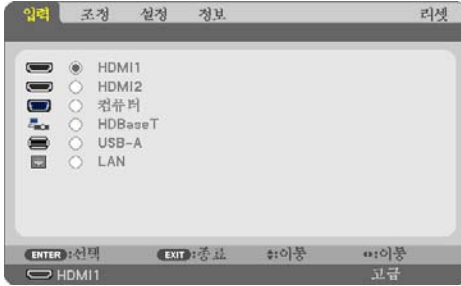 입력 조정 설정 정보 리셋
HDMI1
HDMI2
컴퓨터
HDBaseT
USB-A
LAN
ENTER :선택 EXIT :종료 :이동 :이동
HDMI1 고급